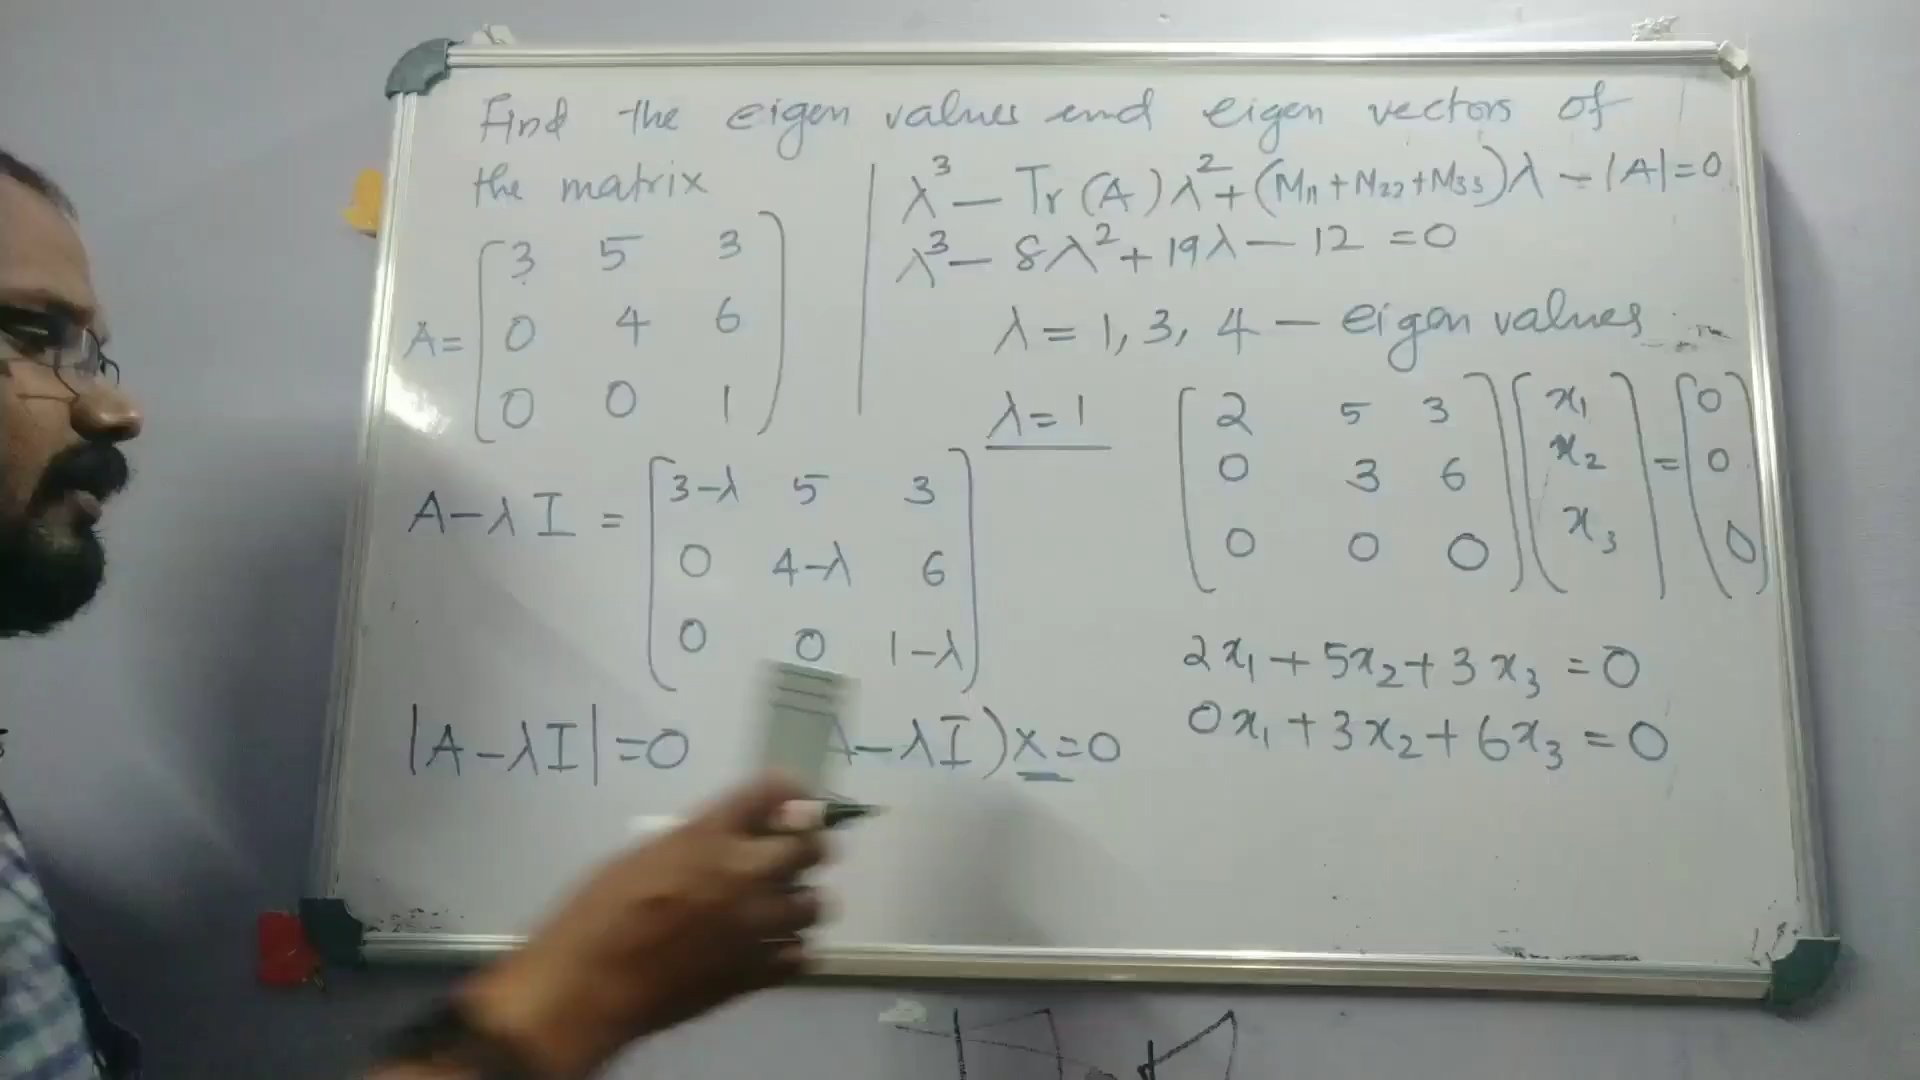 Find the eigen values and eigen vectors of
the matrix
A= [3 5 3
0 4 6
0 0 1]
A-λI = [3-λ 5 3
0 4-λ 6
0 0 1-λ]
|A-λI|=0 A-λI)x=0
λ³ - Tr(A)λ² + (M₁₁+M₂₂+M₃₃)λ - |A|=0
λ³ - 8λ² + 19λ - 12 = 0
λ = 1, 3, 4 - eigen values
λ=1
[2 5 3] [x₁] = [0]
[0 3 6] [x₂] [0]
[0 0 0] [x₃] [0]
2x₁ + 5x₂ + 3x₃ = 0
0x₁ + 3x₂ + 6x₃ = 0